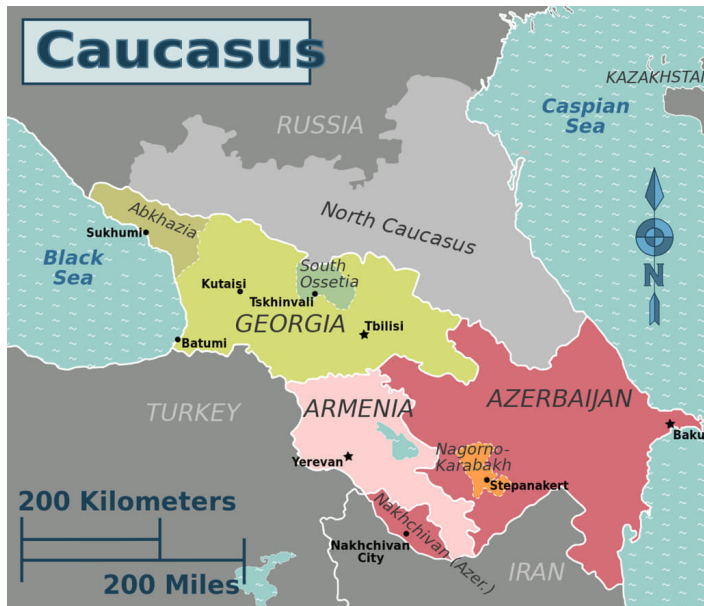 Caucasus
KAZAKHSTAN
Caspian
Sea
RUSSIA
North Caucasus
Abkhazia
Sukhumi
Black
Sea
South
Ossetia
Kutaisi
Tskhinvali
GEORGIA
Tbilisi
Batumi
AZERBAIJAN
TURKEY
ARMENIA
Baku
Nagorno-
Karabakh
Yerevan
Stepanakert
200 Kilometers
Nakhchivan (Azer.)
Nakhchivan
City
IRAN
200 Miles
N